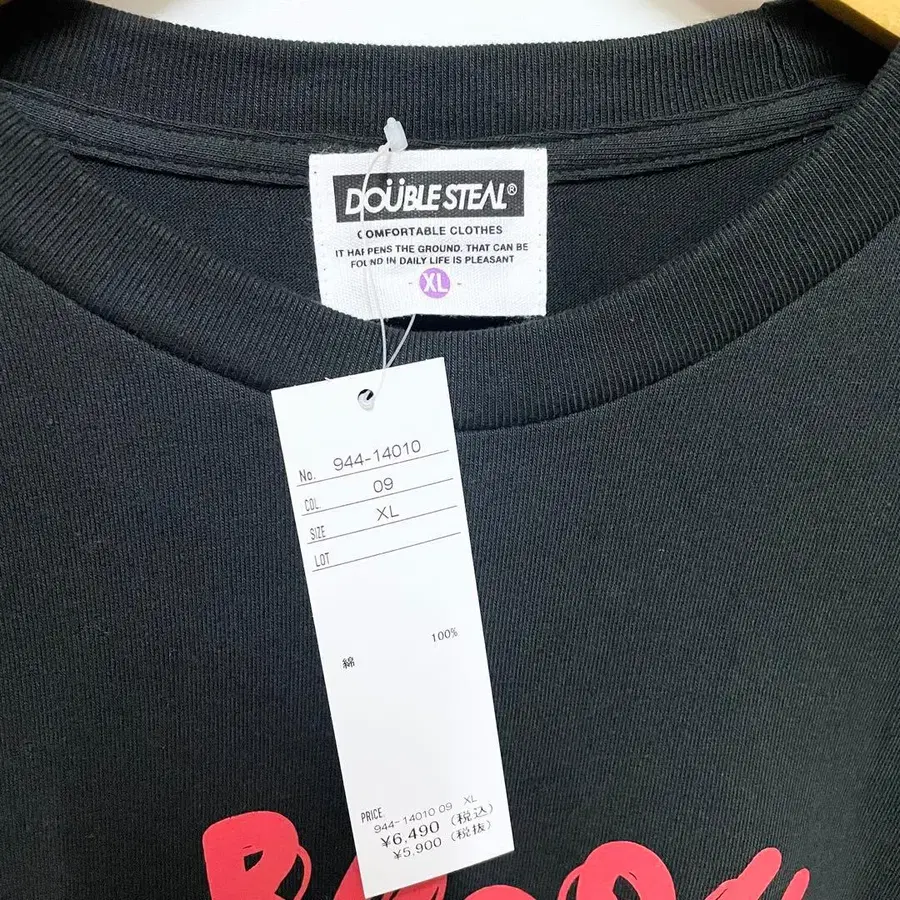 DOÜBLE STEAL®
COMFORTABLE CLOTHES
IT HAPPENS THE GROUND. THAT CAN BE
FOUND IN DAILY LIFE IS PLEASANT
- XL -
No. 944-14010
COL. 09
SIZE XL
LOT
綿 100%
PRICE
944-14010 09 XL
¥6,490 (税込)
¥5,900 (税抜)